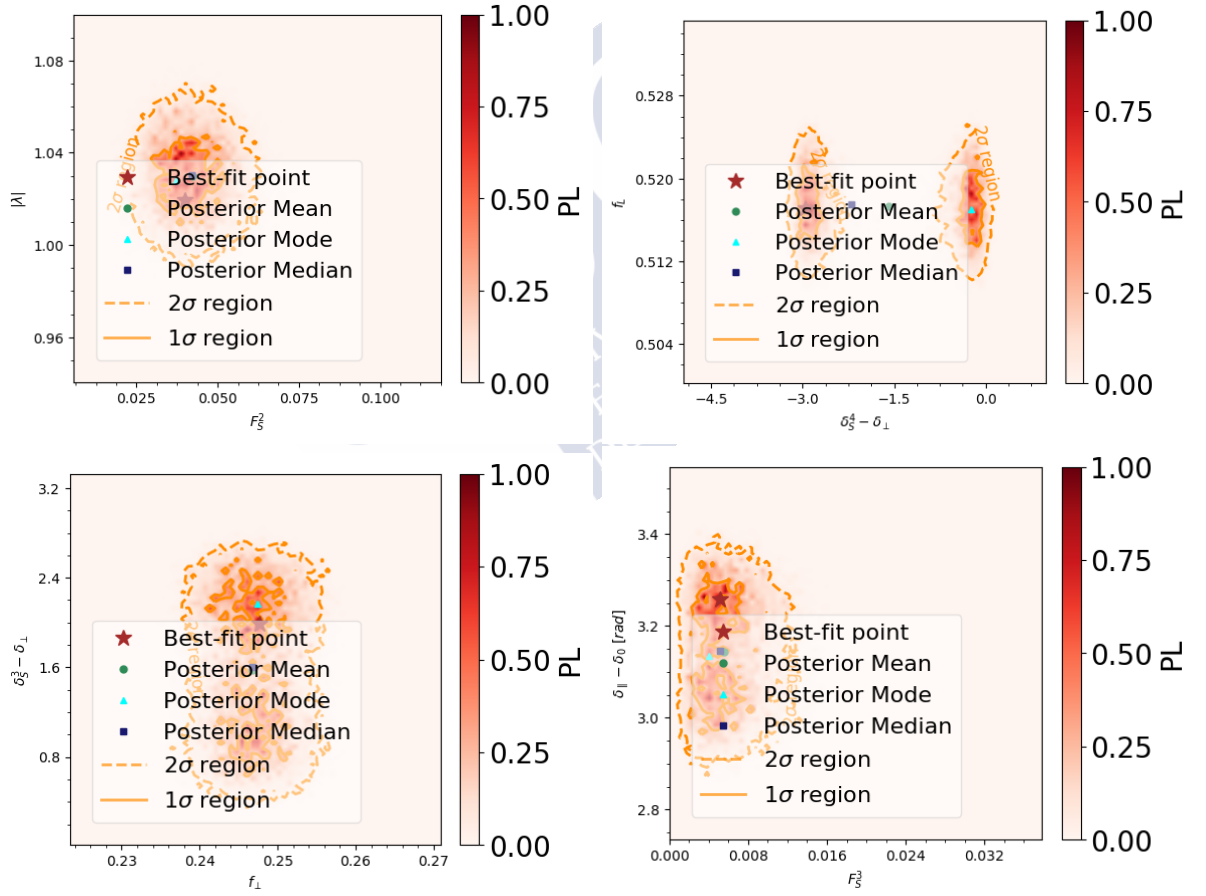 1.08
1.04
1.00
0.96
|λ|
0.025
0.050
0.075
0.100
F_S^2
2σ region
Best-fit point
Posterior Mean
Posterior Mode
Posterior Median
2σ region
1σ region
1.00
0.75
0.50
0.25
0.00
PL
0.528
0.520
0.512
0.504
f_L
−4.5
−3.0
−1.5
0.0
δ_S^4 − δ_⊥
2σ region
2σ region
Best-fit point
Posterior Mean
Posterior Mode
Posterior Median
2σ region
1σ region
1.00
0.75
0.50
0.25
0.00
PL
3.2
2.4
1.6
0.8
δ_S^3 − δ_⊥
0.23
0.24
0.25
0.26
0.27
f_⊥
2σ region
Best-fit point
Posterior Mean
Posterior Mode
Posterior Median
2σ region
1σ region
1.00
0.75
0.50
0.25
0.00
PL
3.4
3.2
3.0
2.8
δ_∥ − δ_0 [rad]
0.000
0.008
0.016
0.024
0.032
F_S^3
2σ region
Best-fit point
Posterior Mean
Posterior Mode
Posterior Median
2σ region
1σ region
1.00
0.75
0.50
0.25
0.00
PL